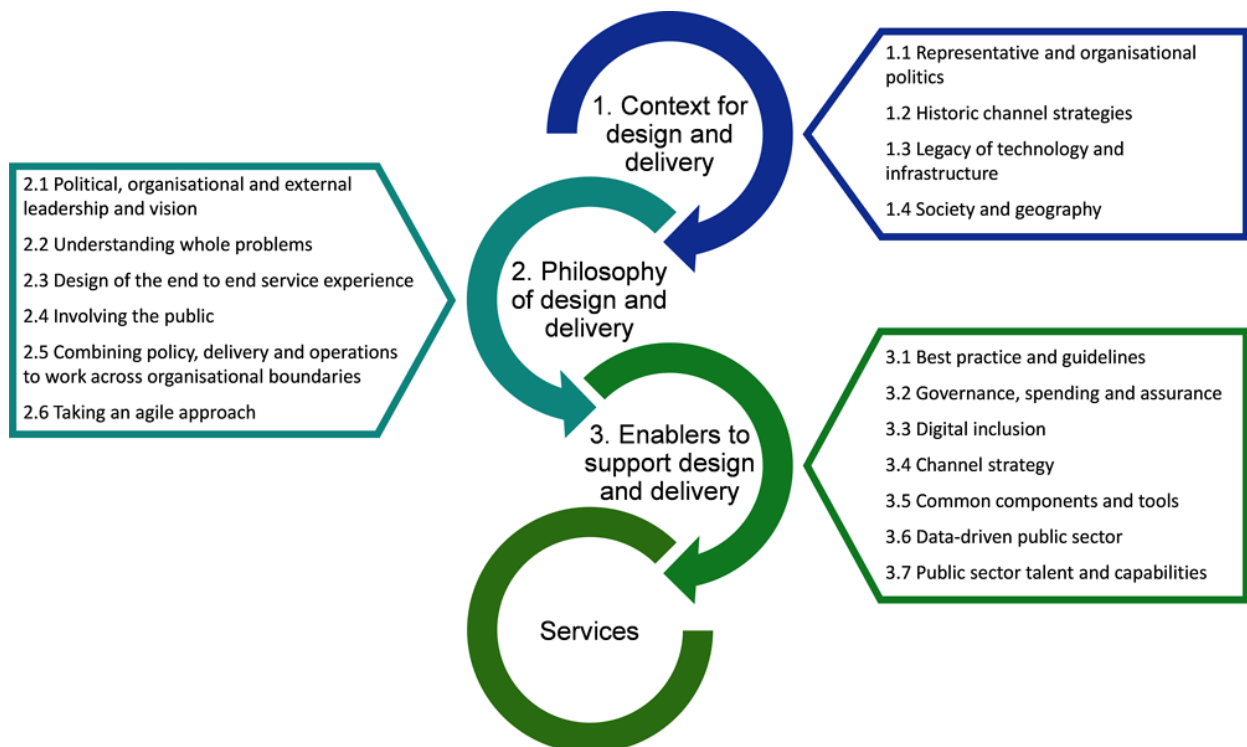 1. Context for
design and
delivery
1.1 Representative and organisational
politics
1.2 Historic channel strategies
1.3 Legacy of technology and
infrastructure
1.4 Society and geography
2. Philosophy
of design and
delivery
2.1 Political, organisational and external
leadership and vision
2.2 Understanding whole problems
2.3 Design of the end to end service experience
2.4 Involving the public
2.5 Combining policy, delivery and operations
to work across organisational boundaries
2.6 Taking an agile approach
3. Enablers to
support design
and delivery
3.1 Best practice and guidelines
3.2 Governance, spending and assurance
3.3 Digital inclusion
3.4 Channel strategy
3.5 Common components and tools
3.6 Data-driven public sector
3.7 Public sector talent and capabilities
Services